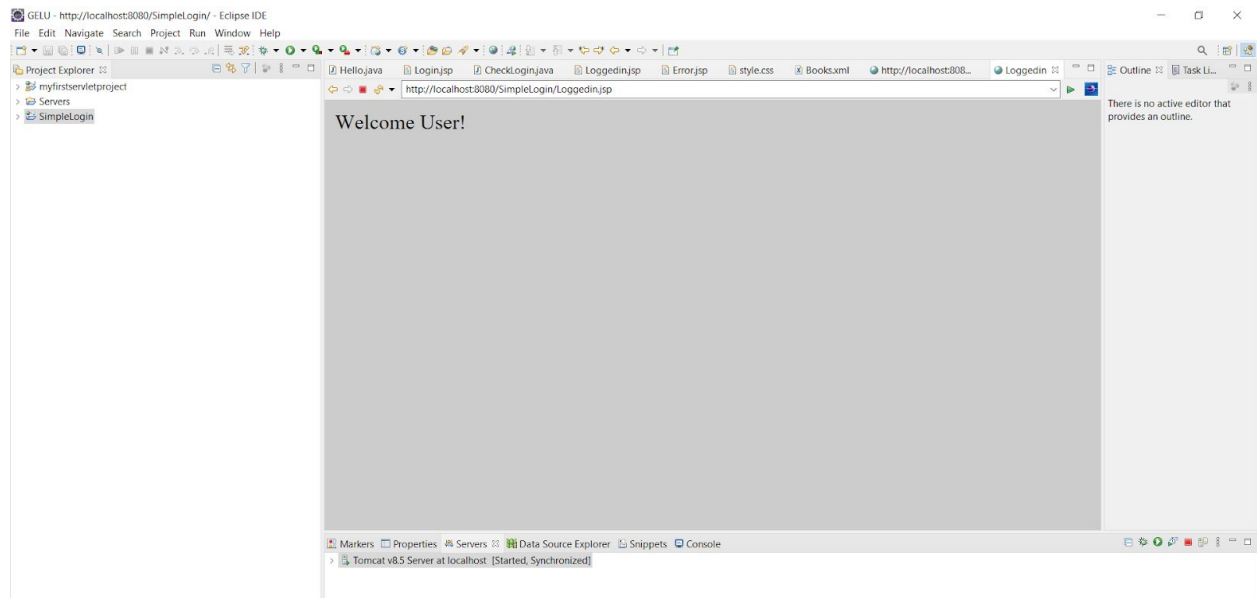 GELU - http://localhost:8080/SimpleLogin/ - Eclipse IDE
File Edit Navigate Search Project Run Window Help
Project Explorer
Hello.java Login.jsp CheckLogin.java Loggedin.jsp Error.jsp style.css Books.xml http://localhost:808... Loggedin
Outline Task Li...
myfirstservletproject
Servers
SimpleLogin
http://localhost:8080/SimpleLogin/Loggedin.jsp
Welcome User!
There is no active editor that
provides an outline.
Markers Properties Servers Data Source Explorer Snippets Console
Tomcat v8.5 Server at localhost [Started, Synchronized]